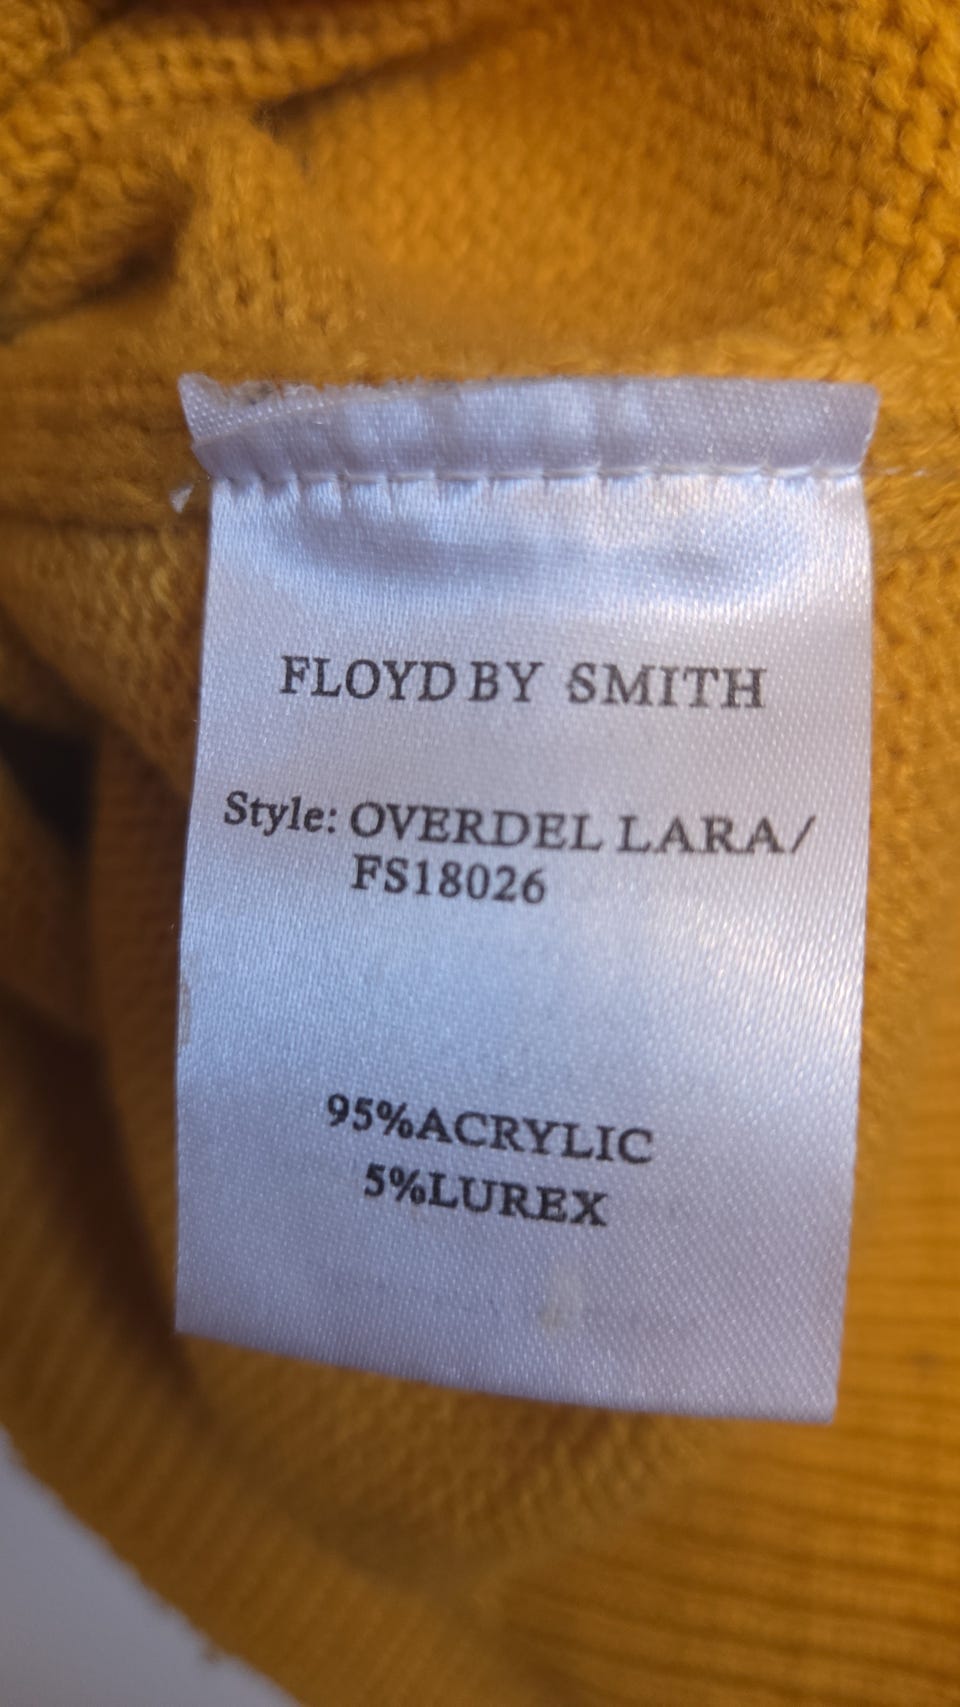 FLOYD BY SMITH
Style: OVERDEL LARA/
FS18026
95%ACRYLIC
5%LUREX